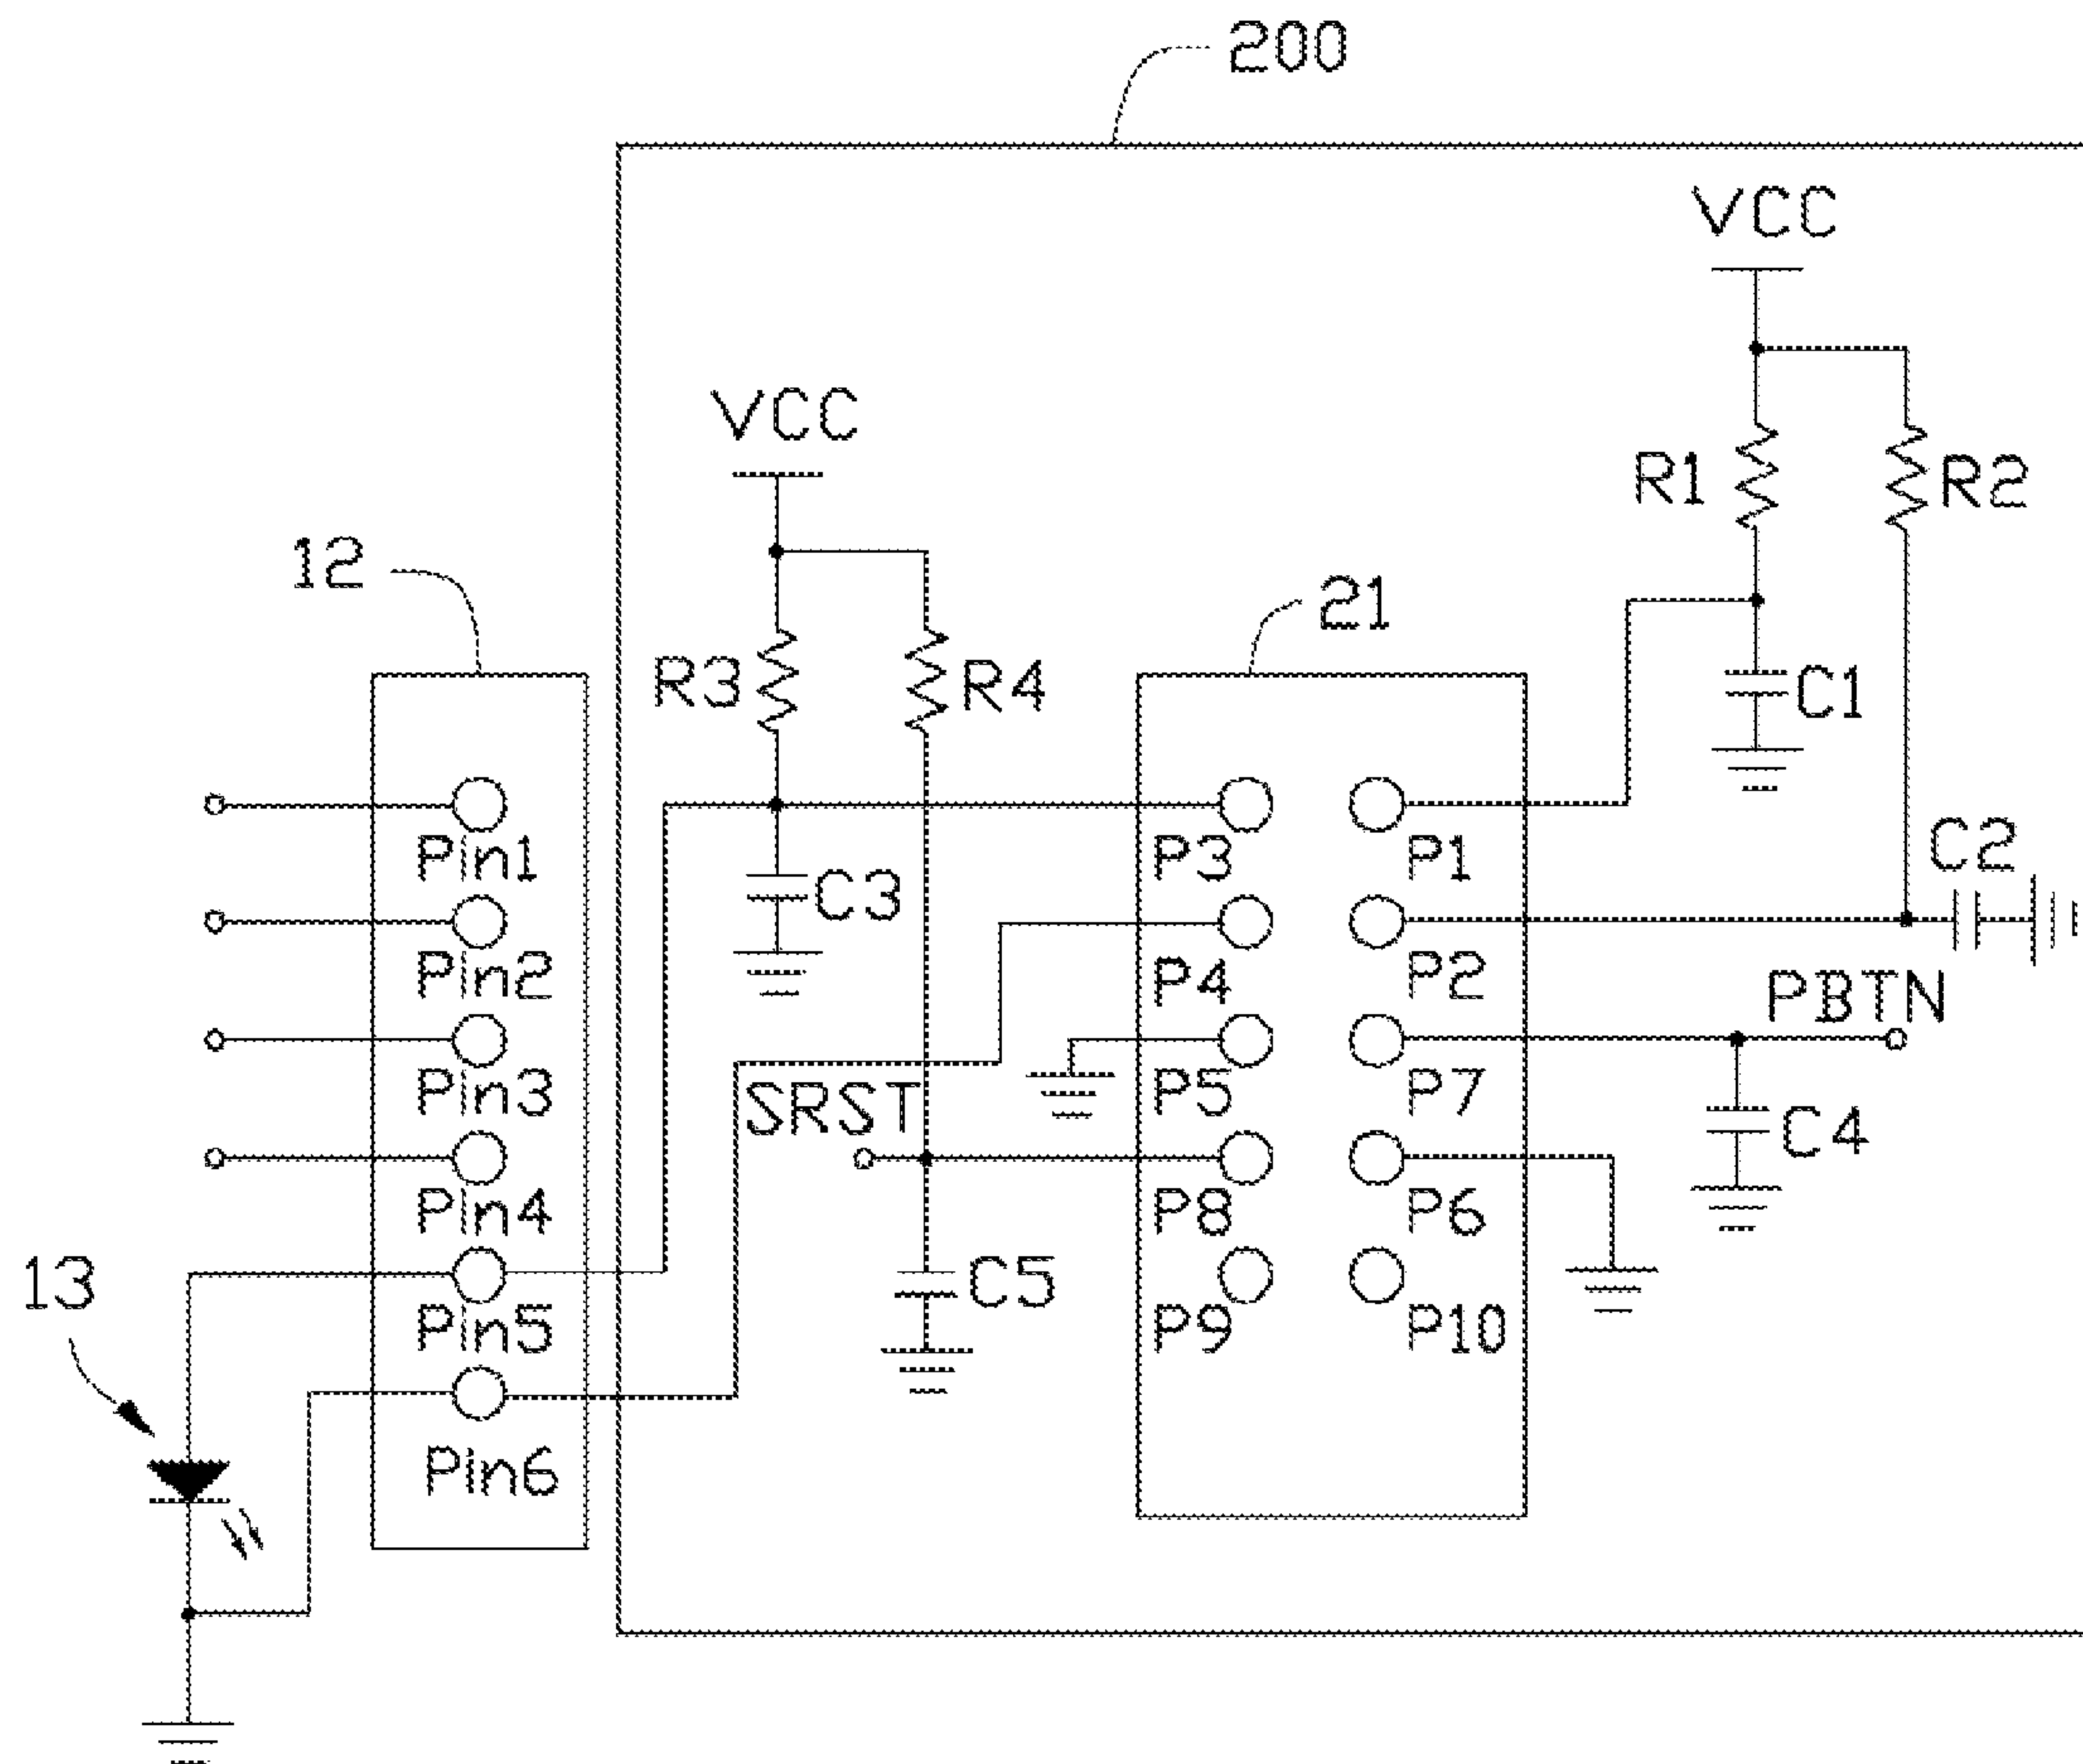 200
VCC
VCC
R1
R2
12
21
R3
R4
C1
Pin1
P3
P1
C2
C3
Pin2
P4
P2
PBTN
Pin3
SRST
P5
P7
C4
Pin4
P8
P6
13
C5
Pin5
P9
P10
Pin6